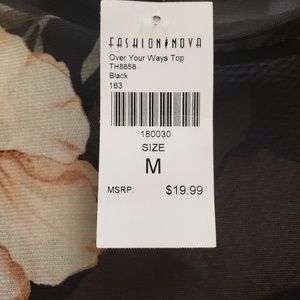 FASHION NOVA
Over Your Ways Top
TH8858
Black
163
180030
SIZE
M
MSRP: $19.99